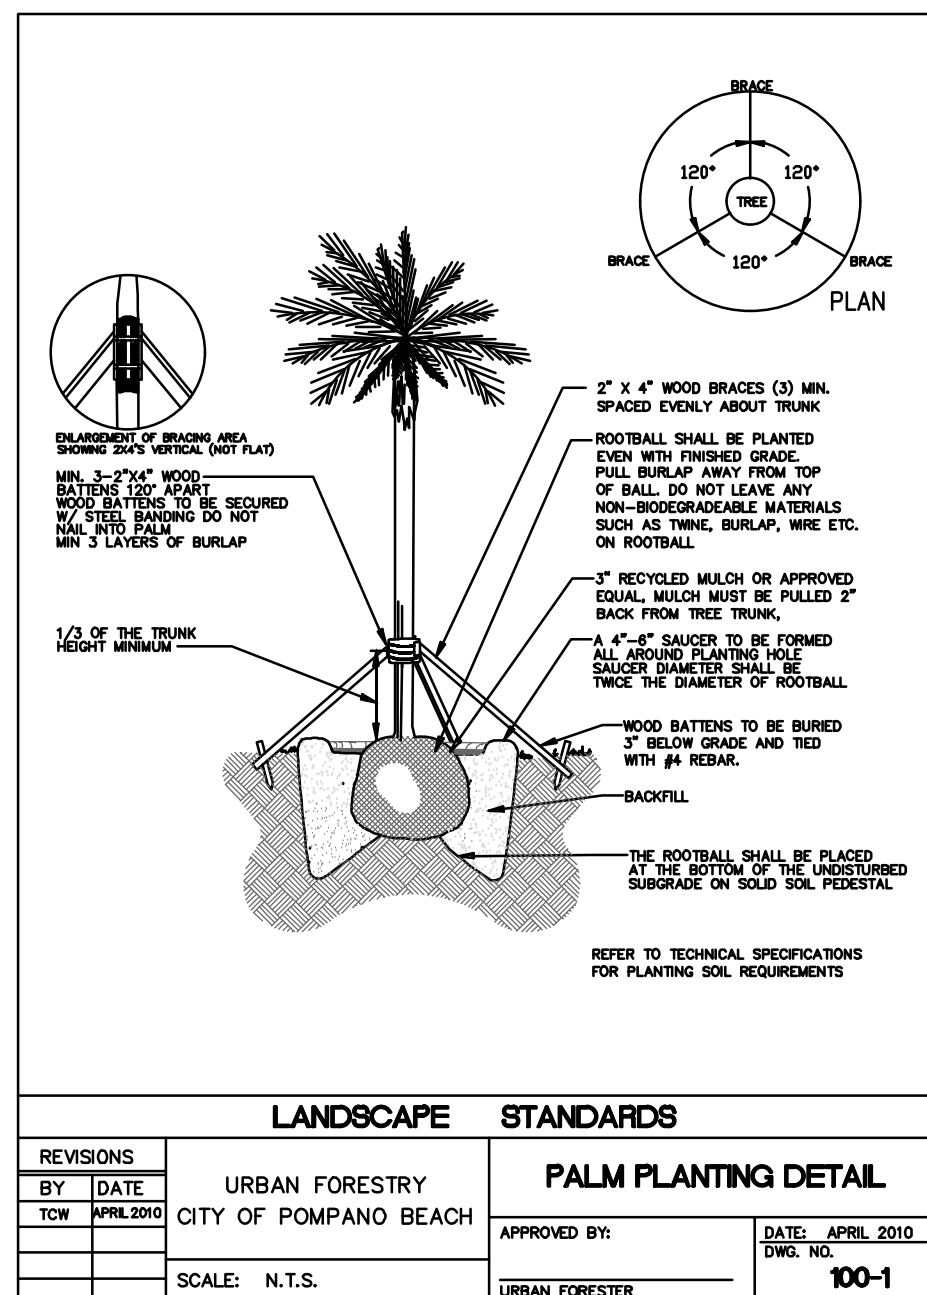 BRACE
120°
120°
TREE
120°
BRACE
BRACE
PLAN
ENLARGEMENT OF BRACING AREA
SHOWING 2X4'S VERTICAL (NOT FLAT)
MIN. 3-2"X4" WOOD
BATTENS 120° APART
WOOD BATTENS TO BE SECURED
W/ STEEL BANDING DO NOT
NAIL INTO PALM
MIN 3 LAYERS OF BURLAP
1/3 OF THE TRUNK
HEIGHT MINIMUM
2" X 4" WOOD BRACES (3) MIN.
SPACED EVENLY ABOUT TRUNK
ROOTBALL SHALL BE PLANTED
EVEN WITH FINISHED GRADE.
PULL BURLAP AWAY FROM TOP
OF BALL. DO NOT LEAVE ANY
NON-BIODEGRADEABLE MATERIALS
SUCH AS TWINE, BURLAP, WIRE ETC.
ON ROOTBALL
3" RECYCLED MULCH OR APPROVED
EQUAL, MULCH MUST BE PULLED 2"
BACK FROM TREE TRUNK,
A 4"-6" SAUCER TO BE FORMED
ALL AROUND PLANTING HOLE
SAUCER DIAMETER SHALL BE
TWICE THE DIAMETER OF ROOTBALL
WOOD BATTENS TO BE BURIED
3" BELOW GRADE AND TIED
WITH #4 REBAR.
BACKFILL
THE ROOTBALL SHALL BE PLACED
AT THE BOTTOM OF THE UNDISTURBED
SUBGRADE ON SOLID SOIL PEDESTAL
REFER TO TECHNICAL SPECIFICATIONS
FOR PLANTING SOIL REQUIREMENTS
LANDSCAPE STANDARDS
REVISIONS
BY DATE
TCW APRIL 2010
URBAN FORESTRY
CITY OF POMPANO BEACH
SCALE: N.T.S.
PALM PLANTING DETAIL
APPROVED BY:
URBAN FORESTER
DATE: APRIL 2010
DWG. NO.
100-1